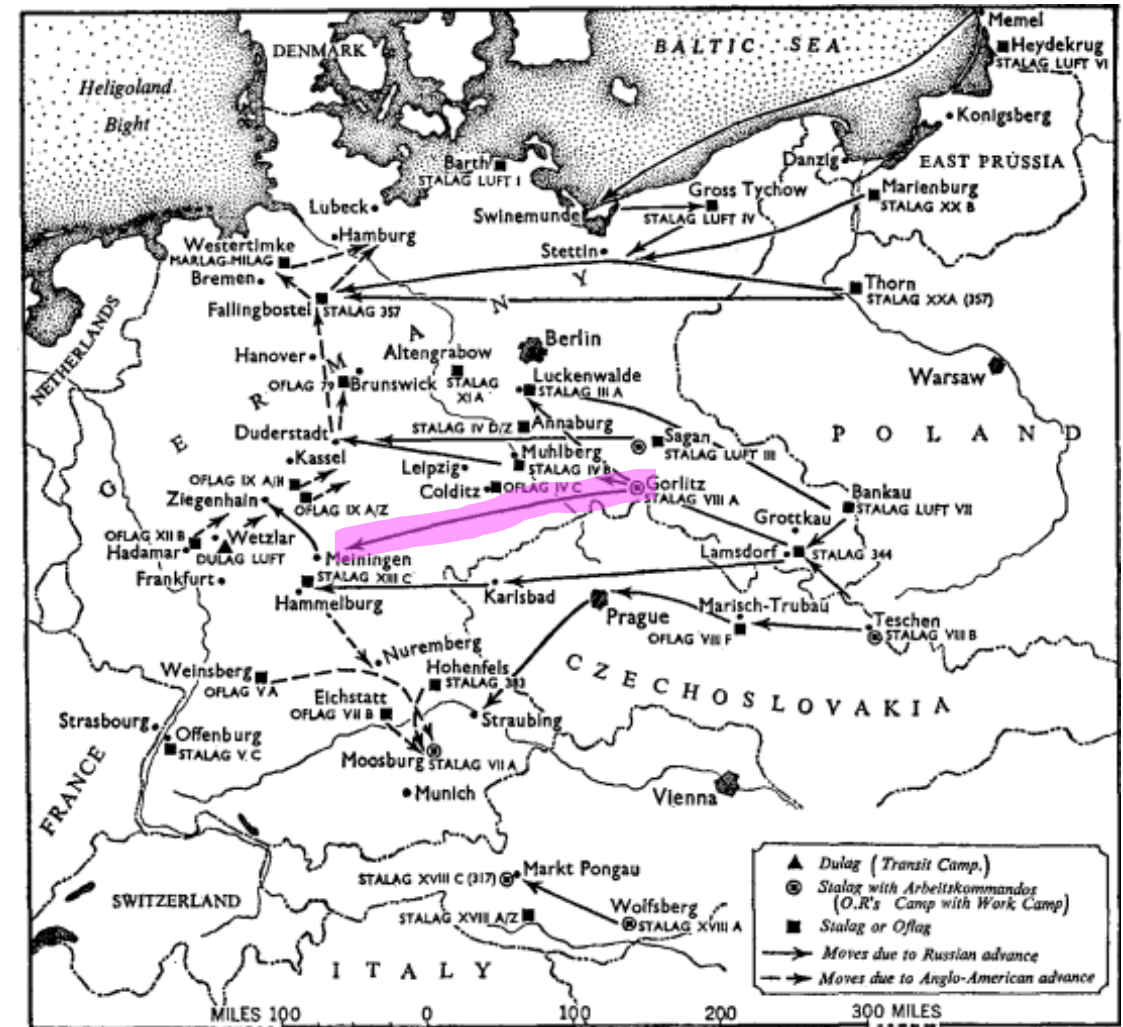 Memel
DENMARK
BALTIC SEA
Heydekrug
STALAG LUFT VI
Heligoland
Bight
Konigsberg
Danzig
EAST PRUSSIA
Barth
STALAG LUFT I
Gross Tychow
STALAG LUFT IV
Marienburg
STALAG XX B
Lubeck
Swinemunde
Hamburg
Westertimke
MARLAG-MILAG
Stettin
Bremen
Thorn
STALAG XXA (357)
Fallingbostel
STALAG 357
NETHERLANDS
GERMANY
Berlin
Hanover
Altengrabow
STALAG
XI A
Warsaw
OFLAG 79
Brunswick
Luckenwalde
STALAG III A
STALAG IV D/Z
Annaburg
POLAND
Duderstadt
Sagan
STALAG LUFT III
Kassel
Muhlberg
STALAG IV B
Leipzig
OFLAG IX A/H
Colditz
OFLAG IV C
Gorlitz
STALAG VIII A
Bankau
STALAG LUFT VII
Ziegenhain
OFLAG IX A/Z
Grottkau
OFLAG XII B
Wetzlar
Hadamar
DULAG LUFT
Lamsdorf
STALAG 344
Meiningen
STALAG XIII C
Frankfurt
Hammelburg
Karlsbad
Prague
Marisch-Trubau
OFLAG VIII F
Teschen
STALAG VIII B
Nuremberg
CZECHOSLOVAKIA
Weinsberg
OFLAG V A
Hohenfels
STALAG 383
Eichstatt
OFLAG VII B
Straubing
Strasbourg
Offenburg
STALAG V. C
Moosburg
STALAG VII A
FRANCE
Munich
Vienna
SWITZERLAND
STALAG XVIII C (317)
Markt Pongau
STALAG XVIII A/Z
Wolfsberg
STALAG XVIII A
ITALY
Dulag (Transit Camp.)
Stalag with Arbeitskommandos
(O.R's Camp with Work Camp)
Stalag or Oflag
Moves due to Russian advance
Moves due to Anglo-American advance
MILES 100 0 100 200 300 MILES